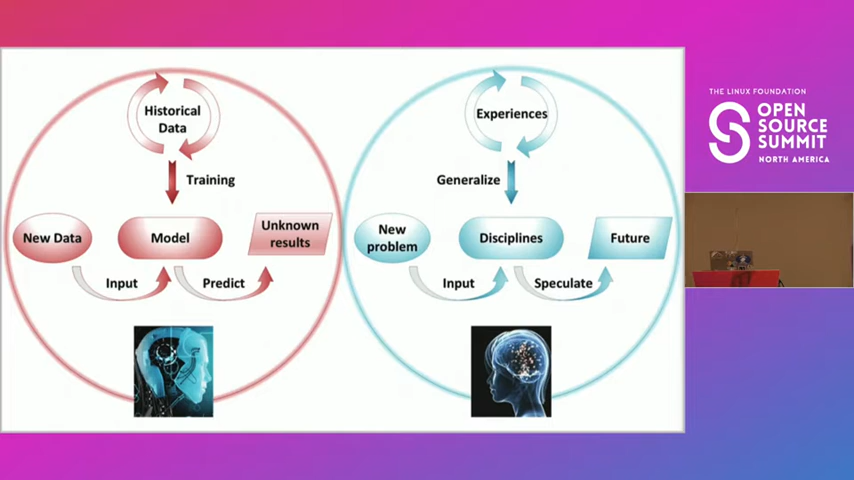 Historical
Data
Training
New Data
Model
Unknown
results
Input
Predict
Experiences
Generalize
New
problem
Disciplines
Future
Input
Speculate
THE LINUX FOUNDATION
OPEN
SOURCE
SUMMIT
NORTH AMERICA